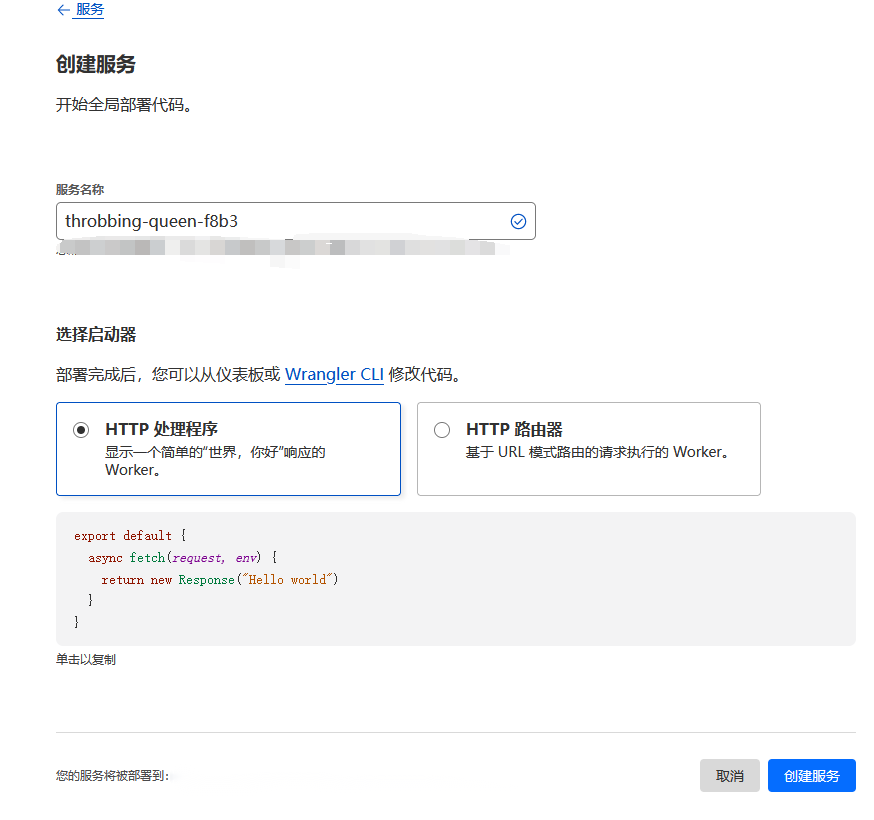 服务
创建服务
开始全局部署代码。
服务名称
throbbing-queen-f8b3
选择启动器
部署完成后，您可以从仪表板或 Wrangler CLI 修改代码。
HTTP 处理程序
显示一个简单的“世界，你好”响应的
Worker。
HTTP 路由器
基于 URL 模式路由的请求执行的 Worker。
export default {
async fetch(request, env) {
return new Response("Hello world")
}
}
单击以复制
您的服务将被部署到：
取消
创建服务